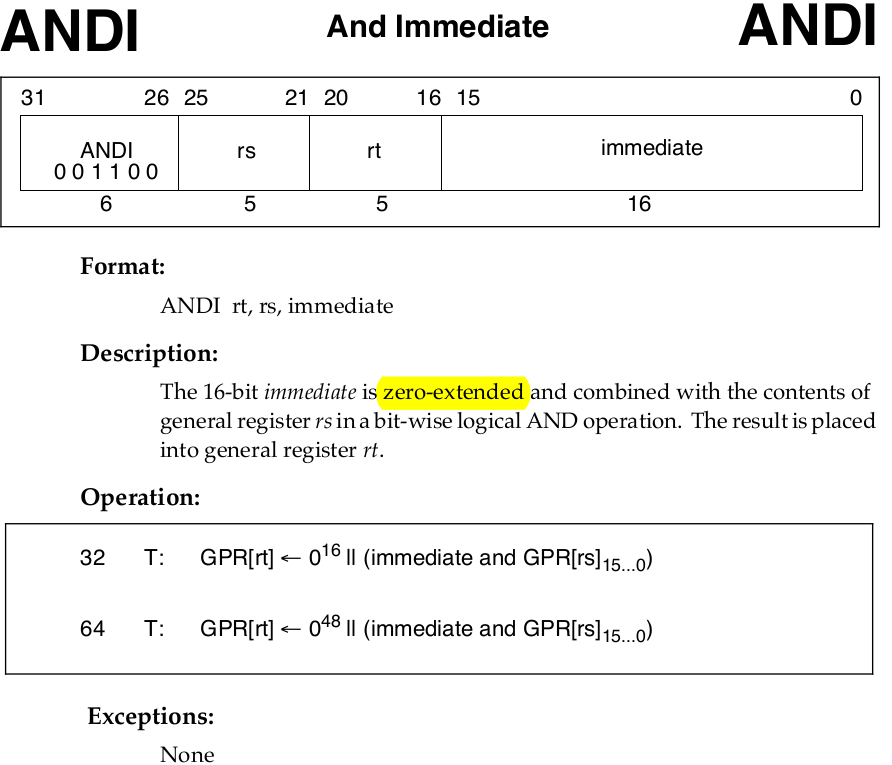 ANDI And Immediate ANDI
31 26 25 21 20 16 15 0
ANDI rs rt immediate
0 0 1 1 0 0
6 5 5 16
Format:
ANDI rt, rs, immediate
Description:
The 16-bit immediate is zero-extended and combined with the contents of
general register rs in a bit-wise logical AND operation. The result is placed
into general register rt.
Operation:
32 T: GPR[rt] ← 0¹⁶ || (immediate and GPR[rs]₁₅...₀)
64 T: GPR[rt] ← 0⁴⁸ || (immediate and GPR[rs]₁₅...₀)
Exceptions:
None